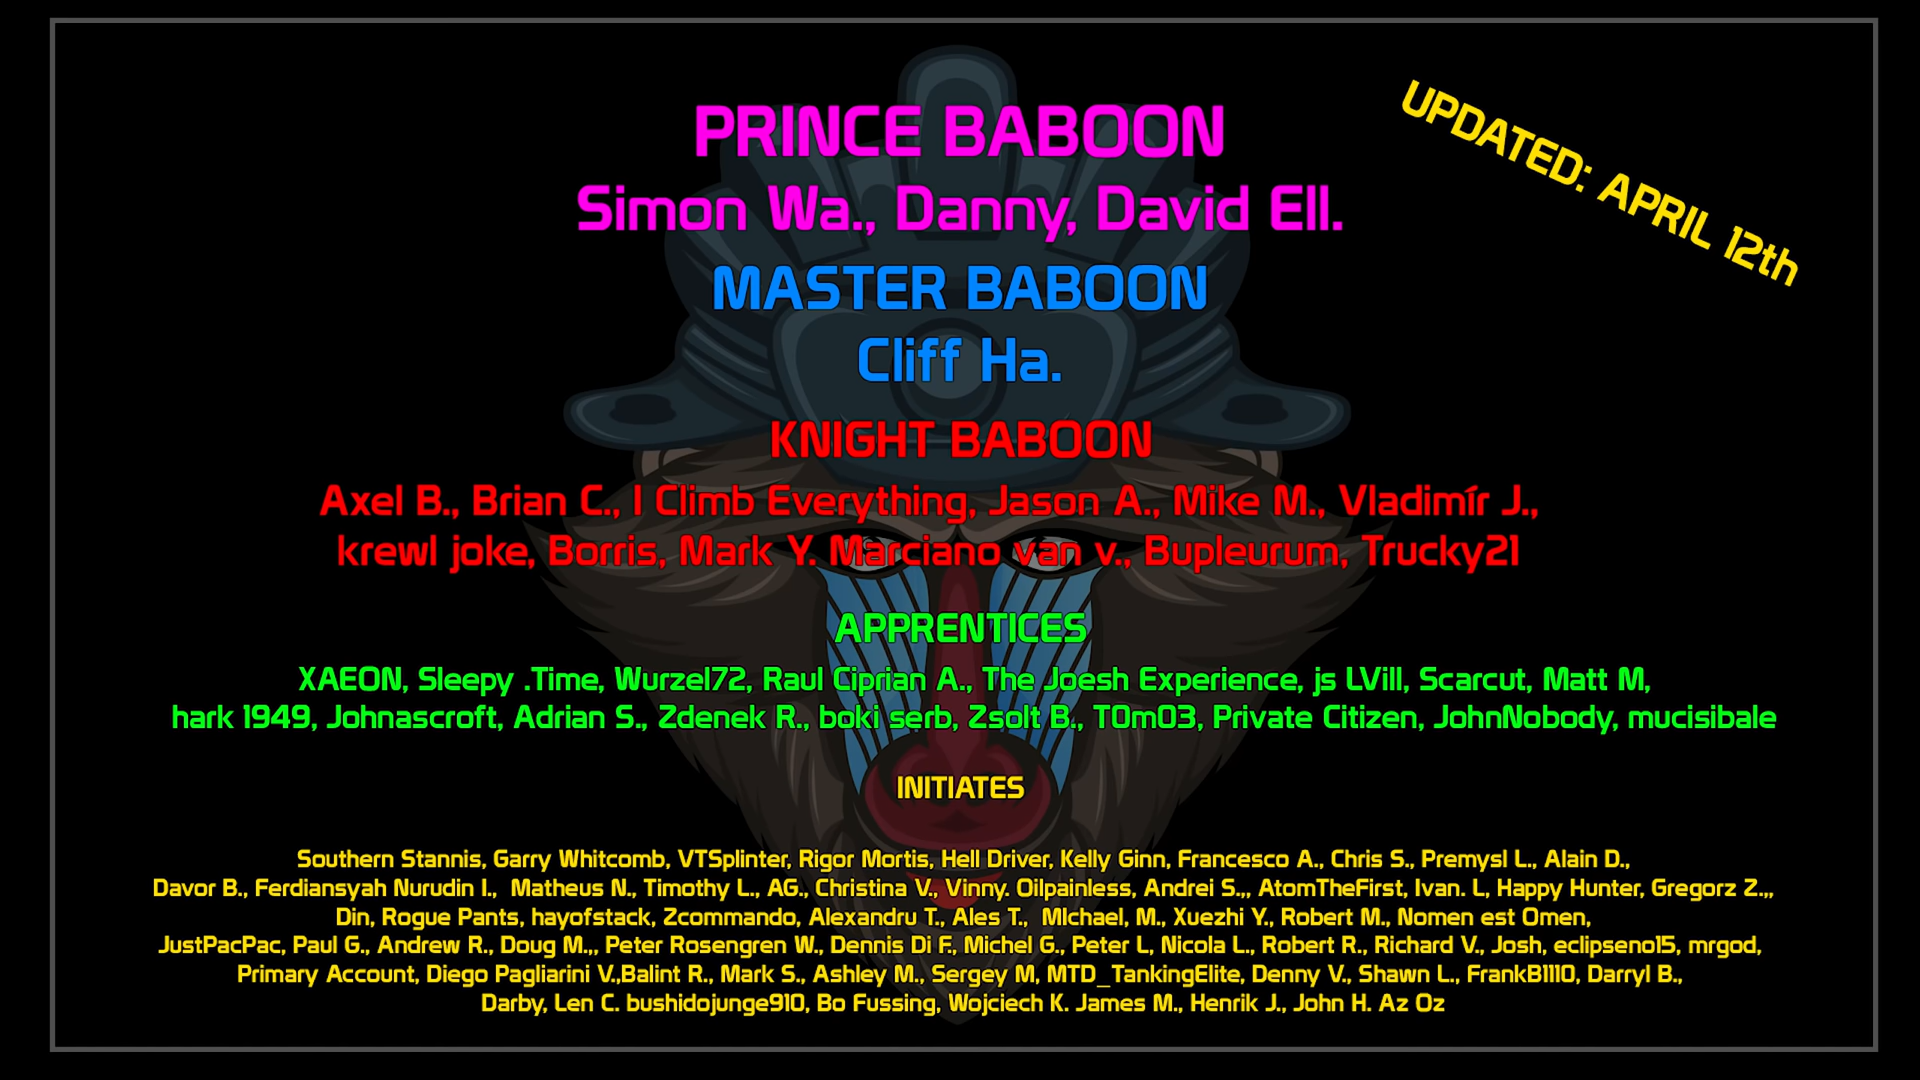 PRINCE BABOON
UPDATED: APRIL 12th
Simon Wa., Danny, David Ell.
MASTER BABOON
Cliff Ha.
KNIGHT BABOON
Axel B., Brian C., I Climb Everything, Jason A., Mike M., Vladimír J.,
krewl joke, Borris, Mark Y. Marciano van v., Bupleurum, Trucky21
APPRENTICES
XAEON, Sleepy .Time, Wurzel72, Raul Ciprian A., The Joesh Experience, js LVill, Scarcut, Matt M,
hark 1949, Johnascroft, Adrian S., Zdenek R., boki serb, Zsolt B., T0m03, Private Citizen, JohnNobody, mucisibale
INITIATES
Southern Stannis, Garry Whitcomb, VTSplinter, Rigor Mortis, Hell Driver, Kelly Ginn, Francesco A., Chris S., Premysl L., Alain D.,
Davor B., Ferdiansyah Nurudin I.,  Matheus N., Timothy L., AG., Christina V., Vinny. Oilpainless, Andrei S.,, AtomTheFirst, Ivan. L, Happy Hunter, Gregorz Z.,,
Din, Rogue Pants, hayofstack, Zcommando, Alexandru T., Ales T.,  MIchael, M., Xuezhi Y., Robert M., Nomen est Omen,
JustPacPac, Paul G., Andrew R., Doug M.,, Peter Rosengren W., Dennis Di F., Michel G., Peter L, Nicola L., Robert R., Richard V., Josh, eclipseno15, mrgod,
Primary Account, Diego Pagliarini V.,Balint R., Mark S., Ashley M., Sergey M, MTD_TankingElite, Denny V., Shawn L., FrankB1110, Darryl B.,
Darby, Len C. bushidojunge910, Bo Fussing, Wojciech K. James M., Henrik J., John H. Az Oz